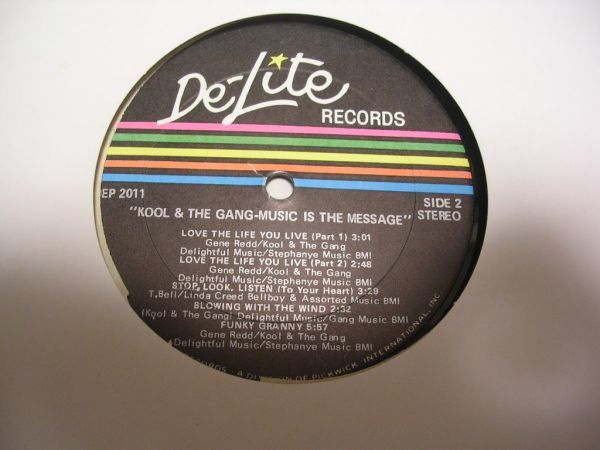 De-Lite
RECORDS
DEP 2011
SIDE 2
STEREO
"KOOL & THE GANG-MUSIC IS THE MESSAGE"
LOVE THE LIFE YOU LIVE (Part 1) 3:01
Gene Redd/Kool & The Gang
Delightful Music/Stephanye Music BMI
LOVE THE LIFE YOU LIVE (Part 2) 2:48
Gene Redd/Kool & The Gang
Delightful Music/Stephanye Music BMI
STOP, LOOK, LISTEN (To Your Heart) 3:29
T.Bell/Linda Creed Bellboy & Assorted Music BMI
BLOWING WITH THE WIND 2:32
(Kool & The Gang) Delightful Music/Gang Music BMI
FUNKY GRANNY 5:57
Gene Redd/Kool & The Gang
Delightful Music/Stephanye Music BMI
RECORDS - A DIVISION OF PICKWICK INTERNATIONAL, INC.